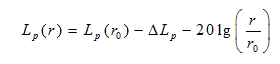 L_p(r) = L_p(r_0) − ΔL_p − 20 lg(r/r_0)